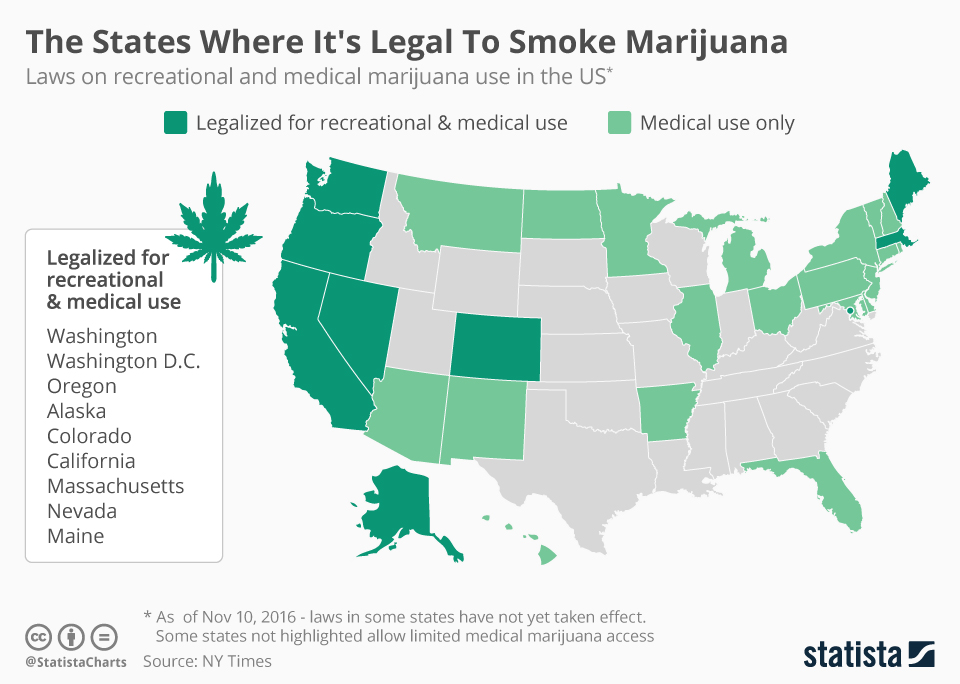 The States Where It's Legal To Smoke Marijuana
Laws on recreational and medical marijuana use in the US*
Legalized for recreational & medical use
Medical use only
Legalized for
recreational
& medical use
Washington
Washington D.C.
Oregon
Alaska
Colorado
California
Massachusetts
Nevada
Maine
* As of Nov 10, 2016 - laws in some states have not yet taken effect.
Some states not highlighted allow limited medical marijuana access
cc
@StatistaCharts
Source: NY Times
statista